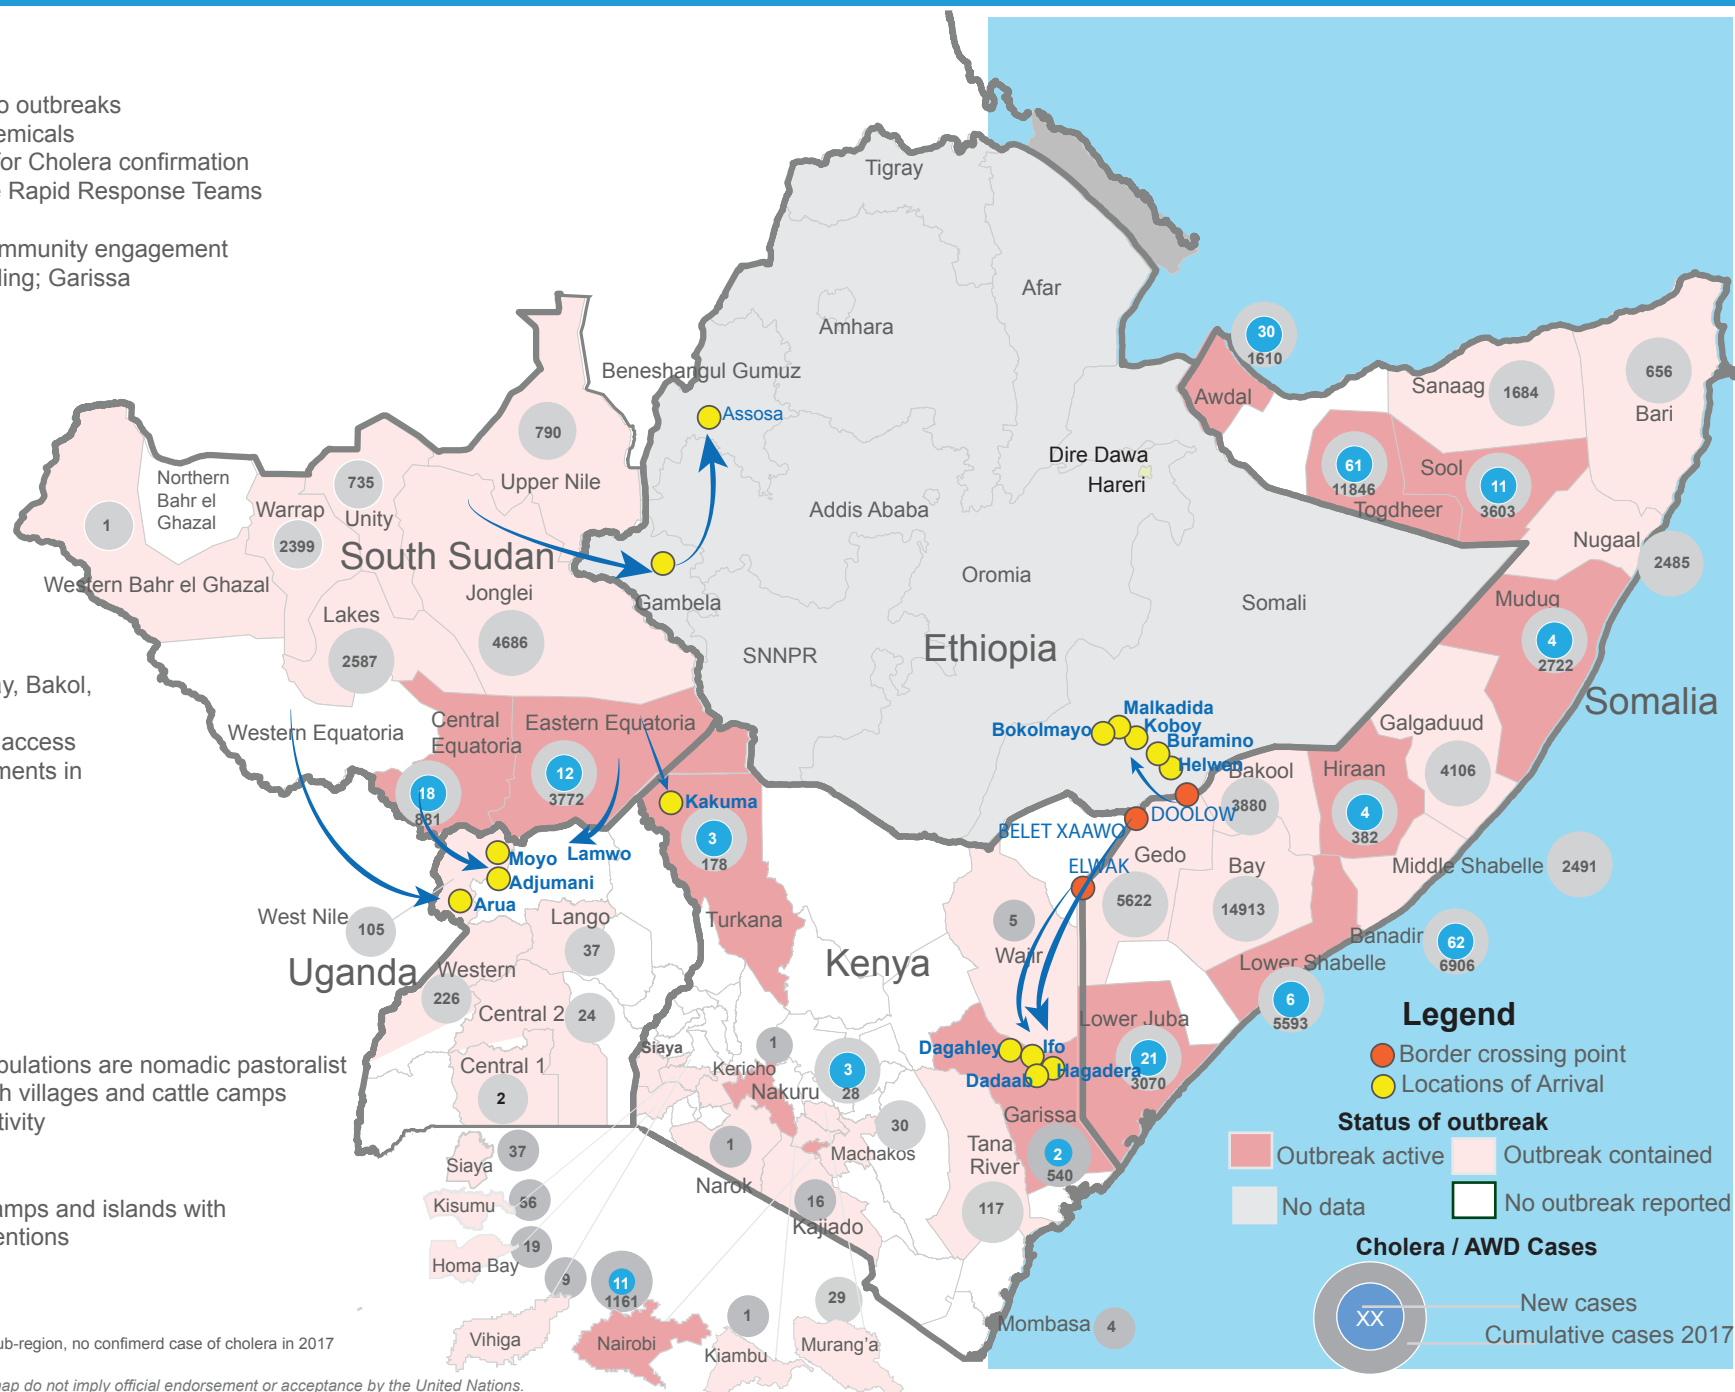 o outbreaks
emicals
for Cholera confirmation
e Rapid Response Teams
mmunity engagement
ling; Garissa
y, Bakol,
access
ments in
opulations are nomadic pastoralist
h villages and cattle camps
tivity
amps and islands with
entions
ub-region, no confimerd case of cholera in 2017
ap do not imply official endorsement or acceptance by the United Nations.
Tigray
Afar
Amhara
Beneshangul Gumuz
Assosa
Dire Dawa
Hareri
Addis Ababa
Oromia
Somali
Gambela
SNNPR
Ethiopia
Malkadida
Bokolmayo
Koboy
Buramino
Helwen
DOOLOW
BELET XAAWO
ELWAK
30
1610
Awdal
Sanaag
1684
656
Bari
61
11846
Togdheer
Sool
11
3603
Nugaal
2485
Mudug
4
2722
Somalia
Galgaduud
4106
Hiraan
4
382
Bakool
3880
Middle Shabelle
2491
Gedo
5622
Bay
14913
Banadir
62
6906
Lower Shabelle
6
5593
Lower Juba
21
3070
790
Upper Nile
Northern
Bahr el
Ghazal
735
Unity
Warrap
2399
1
Western Bahr el Ghazal
South Sudan
Jonglei
4686
Lakes
2587
Western Equatoria
Central
Equatoria
18
881
Eastern Equatoria
12
3772
Kakuma
3
178
Turkana
Moyo
Lamwo
Adjumani
Arua
West Nile
105
Lango
37
Uganda
Western
226
Central 2
24
Central 1
2
Kenya
5
Wajir
Dagahley
Ifo
Hagadera
Dadaab
Garissa
2
540
Tana
River
117
Siaya
Kericho
1
Nakuru
3
28
30
Machakos
1
Narok
16
Kajiado
Siaya
37
Kisumu
56
Homa Bay
19
9
Vihiga
11
1161
Nairobi
1
Kiambu
29
Murang’a
Mombasa
4
Legend
Border crossing point
Locations of Arrival
Status of outbreak
Outbreak active
Outbreak contained
No data
No outbreak reported
Cholera / AWD Cases
XX
New cases
Cumulative cases 2017